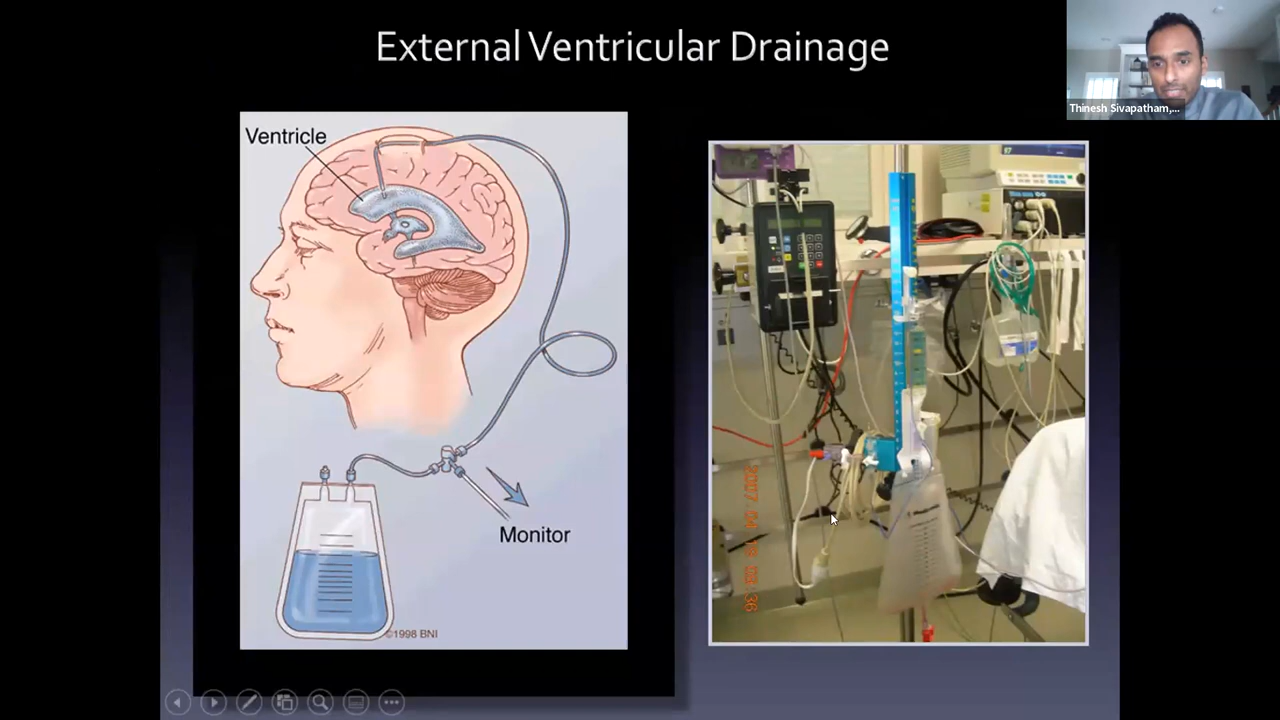 External Ventricular Drainage
Thinesh Sivapatham,...
Ventricle
Monitor
©1998 BNI